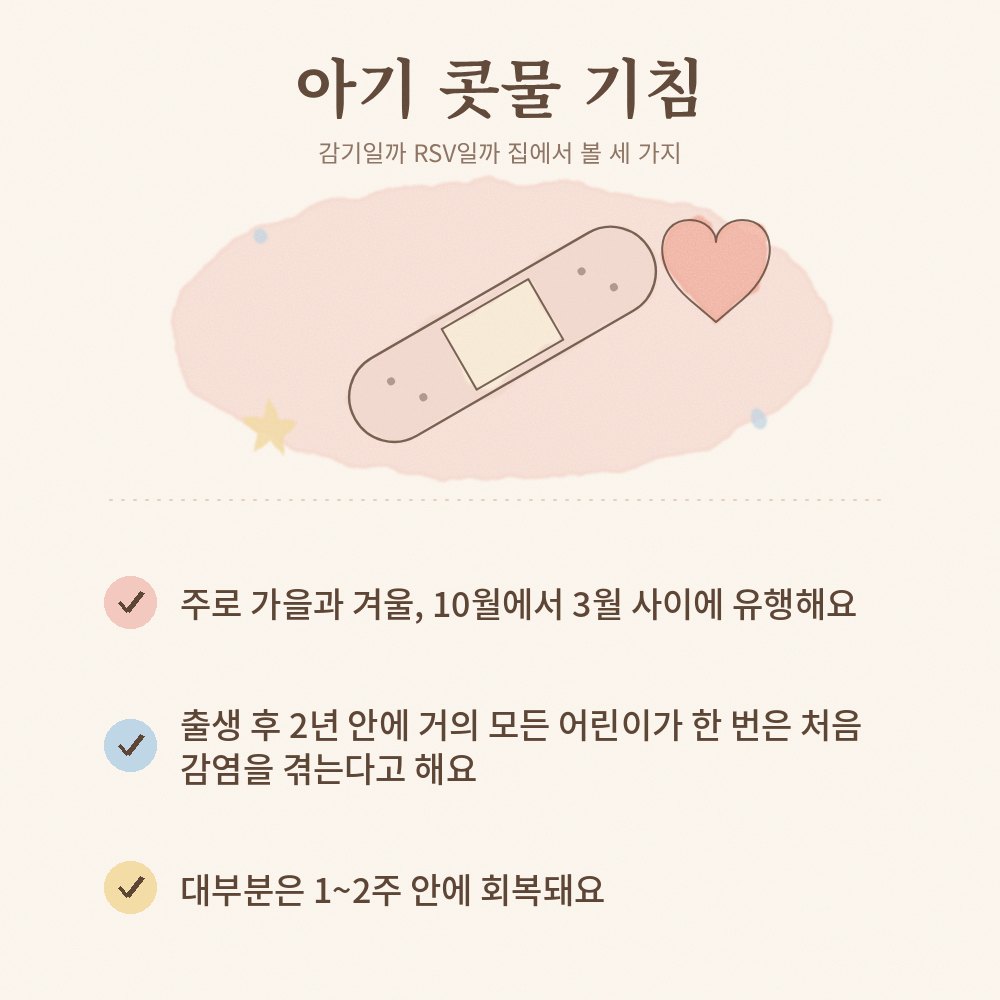 아기 콧물 기침
감기일까 RSV일까 집에서 볼 세 가지
주로 가을과 겨울, 10월에서 3월 사이에 유행해요
출생 후 2년 안에 거의 모든 어린이가 한 번은 처음
감염을 겪는다고 해요
대부분은 1~2주 안에 회복돼요